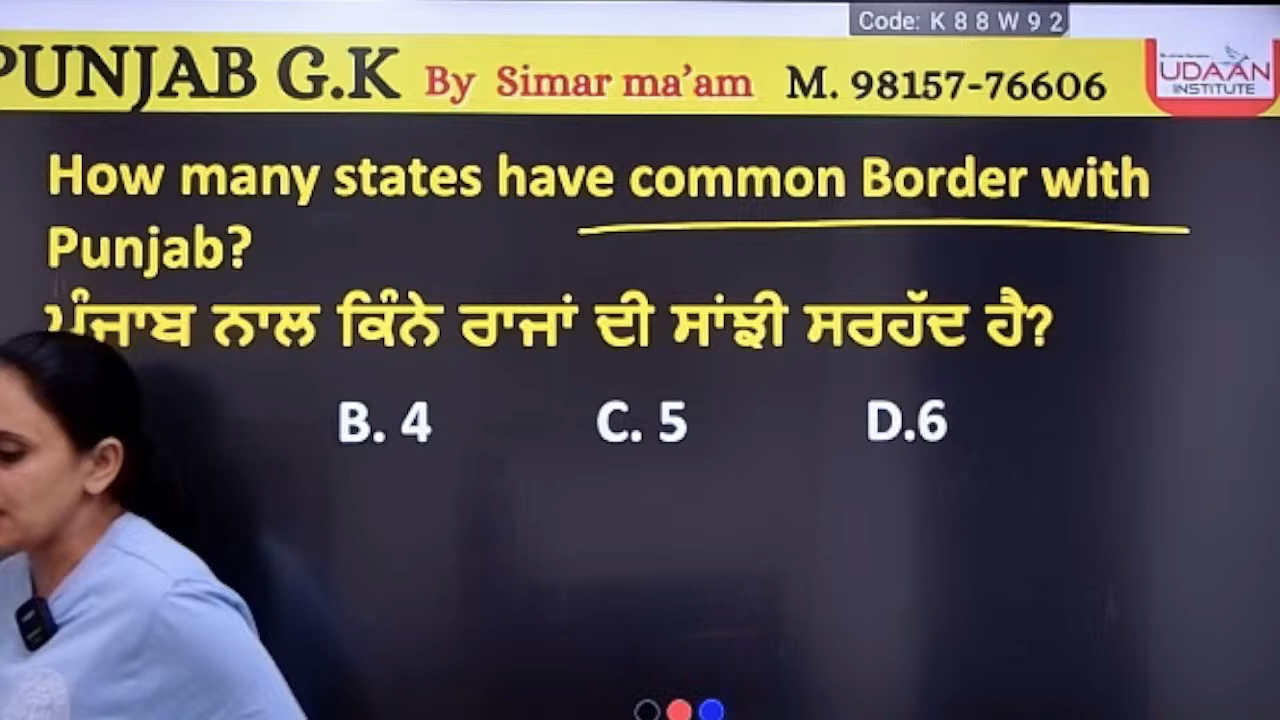 Code: K 8 8 W 9 2
PUNJAB G.K By Simar ma’am M. 98157-76606
UDAAN
INSTITUTE
How many states have common Border with
Punjab?
ਪੰਜਾਬ ਨਾਲ ਕਿੰਨੇ ਰਾਜਾਂ ਦੀ ਸਾਂਝੀ ਸਰਹੱਦ ਹੈ?
B. 4 C. 5 D.6